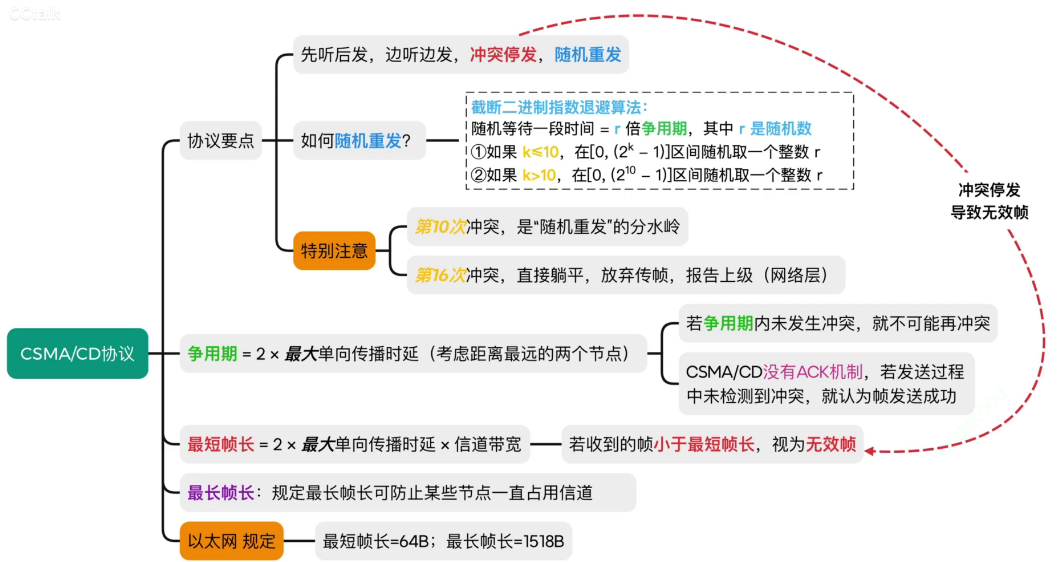 CCtalk
先听后发，边听边发，冲突停发，随机重发
截断二进制指数退避算法：
随机等待一段时间 = r 倍争用期，其中 r 是随机数
协议要点
如何随机重发？
①如果 k≤10，在[0, (2^k − 1)]区间随机取一个整数 r
②如果 k>10，在[0, (2^10 − 1)]区间随机取一个整数 r
冲突停发
导致无效帧
第10次冲突，是“随机重发”的分水岭
特别注意
第16次冲突，直接躺平，放弃传帧，报告上级（网络层）
若争用期内未发生冲突，就不可能再冲突
CSMA/CD协议
争用期 = 2 × 最大单向传播时延（考虑距离最远的两个节点）
CSMA/CD没有ACK机制，若发送过程
中未检测到冲突，就认为帧发送成功
最短帧长 = 2 × 最大单向传播时延 × 信道带宽
若收到的帧小于最短帧长，视为无效帧
最长帧长：规定最长帧长可防止某些节点一直占用信道
以太网 规定
最短帧长=64B；最长帧长=1518B